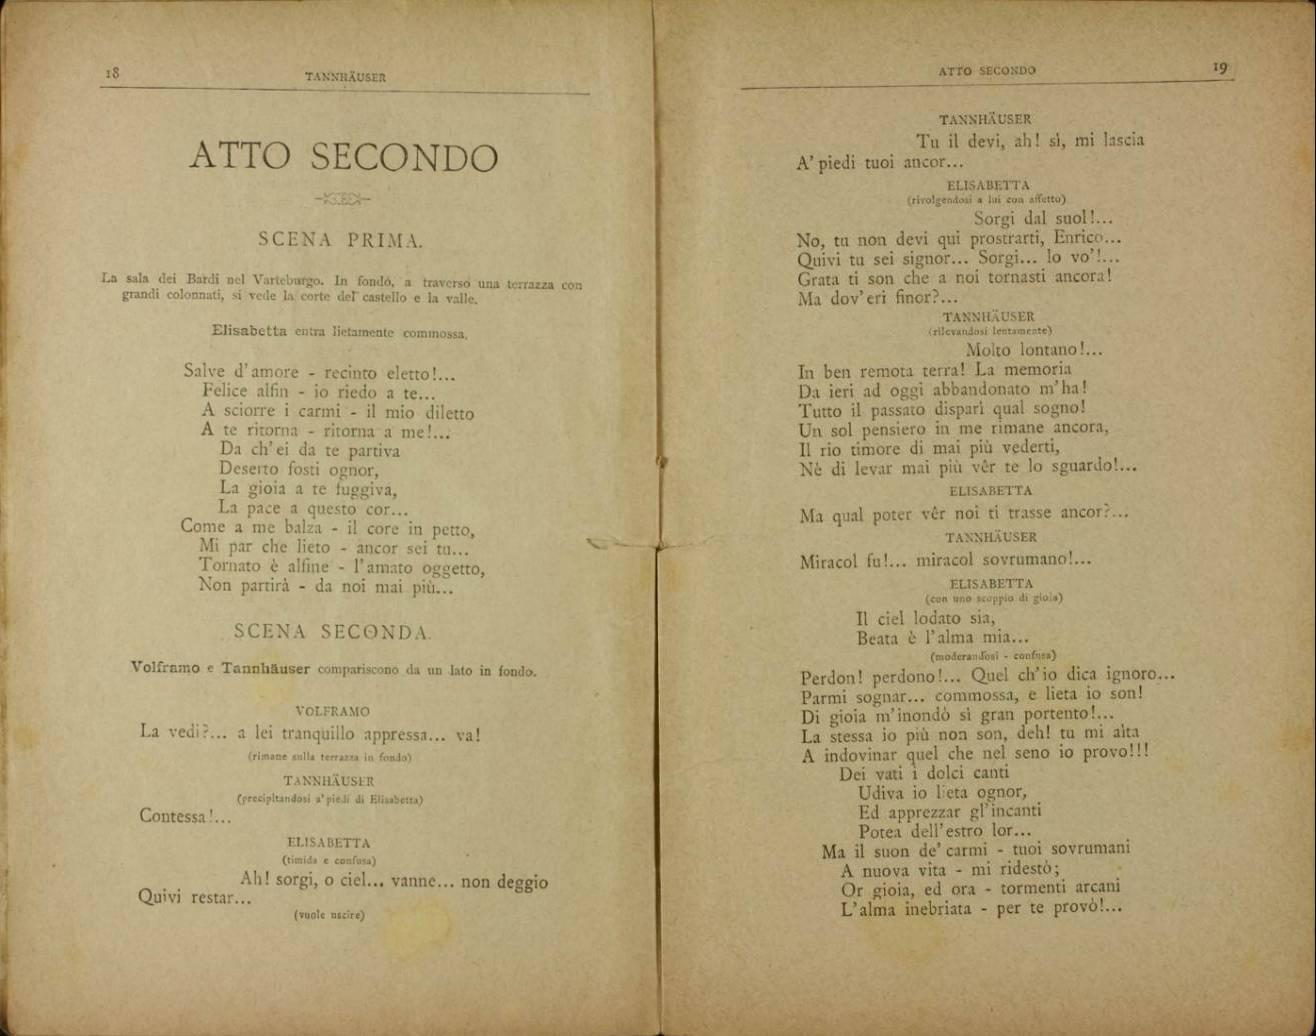 18
TANNHÄUSER
ATTO SECONDO
SCENA PRIMA.
La sala dei Bardi nel Varteburgo. In fondo, a traverso una terrazza con
grandi colonnati, si vede la corte del castello e la valle.
Elisabetta entra lietamente commossa.
Salve d'amore - recinto eletto!...
Felice alfin - io riedo a te...
A sciorre i carmi - il mio diletto
A te ritorna - ritorna a me!...
Da ch'ei da te partiva
Deserto fosti ognor,
La gioia a te fuggiva,
La pace a questo cor...
Come a me balza - il core in petto,
Mi par che lieto - ancor sei tu...
Tornato è alfine - l'amato oggetto,
Non partirà - da noi mai più...
SCENA SECONDA.
Volframo e Tannhäuser compariscono da un lato in fondo.
VOLFRAMO
La vedi?... a lei tranquillo appressa... va!
(rimane sulla terrazza in fondo)
TANNHÄUSER
(precipitandosi a' piedi di Elisabetta)
Contessa!...
ELISABETTA
(timida e confusa)
Ah! sorgi, o ciel... vanne... non deggio
Quivi restar...
(vuole uscire)
ATTO SECONDO
19
TANNHÄUSER
Tu il devi, ah! sì, mi lascia
A' piedi tuoi ancor...
ELISABETTA
(rivolgendosi a lui con affetto)
Sorgi dal suol!...
No, tu non devi qui prostrarti, Enrico...
Quivi tu sei signor... Sorgi... lo vo'!...
Grata ti son che a noi tornasti ancora!
Ma dov'eri finor?...
TANNHÄUSER
(rilevandosi lentamente)
Molto lontano!...
In ben remota terra! La memoria
Da ieri ad oggi abbandonato m'ha!
Tutto il passato disparì qual sogno!
Un sol pensiero in me rimane ancora,
Il rio timore di mai più vederti,
Nè di levar mai più vêr te lo sguardo!...
ELISABETTA
Ma qual poter vêr noi ti trasse ancor?...
TANNHÄUSER
Miracol fu!... miracol sovrumano!...
ELISABETTA
(con uno scoppio di gioia)
Il ciel lodato sia,
Beata è l'alma mia...
(moderandosi - confusa)
Perdon! perdono!... Quel ch'io dica ignoro...
Parmi sognar... commossa, e lieta io son!
Di gioia m'inondò sì gran portento!...
La stessa io più non son, deh! tu mi aita
A indovinar quel che nel seno io provo!!!
Dei vati i dolci canti
Udiva io lieta ognor,
Ed apprezzar gl'incanti
Potea dell'estro lor...
Ma il suon de' carmi - tuoi sovrumani
A nuova vita - mi ridestò;
Or gioia, ed ora - tormenti arcani
L'alma inebriata - per te provò!...